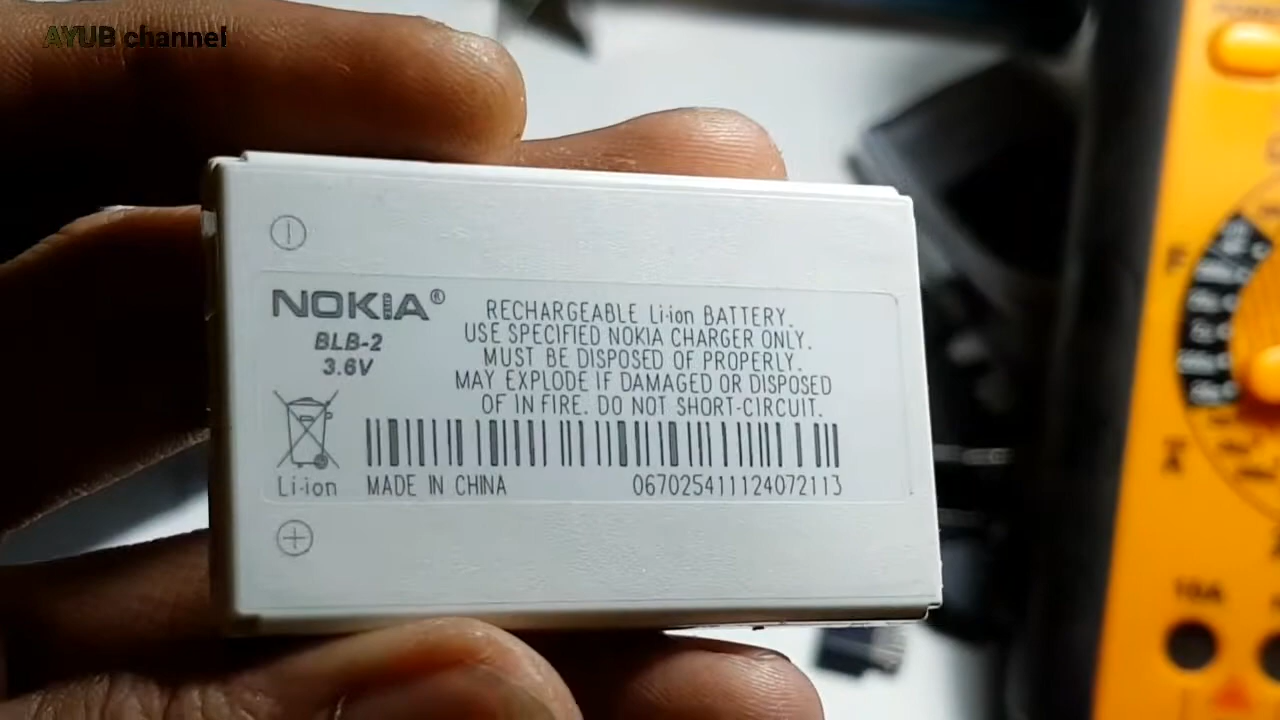 AYUB channel
NOKIA®
BLB-2
3.6V
RECHARGEABLE Li-ion BATTERY.
USE SPECIFIED NOKIA CHARGER ONLY.
MUST BE DISPOSED OF PROPERLY.
MAY EXPLODE IF DAMAGED OR DISPOSED
OF IN FIRE. DO NOT SHORT-CIRCUIT.
Li-ion
MADE IN CHINA
0670254111124072113
10A